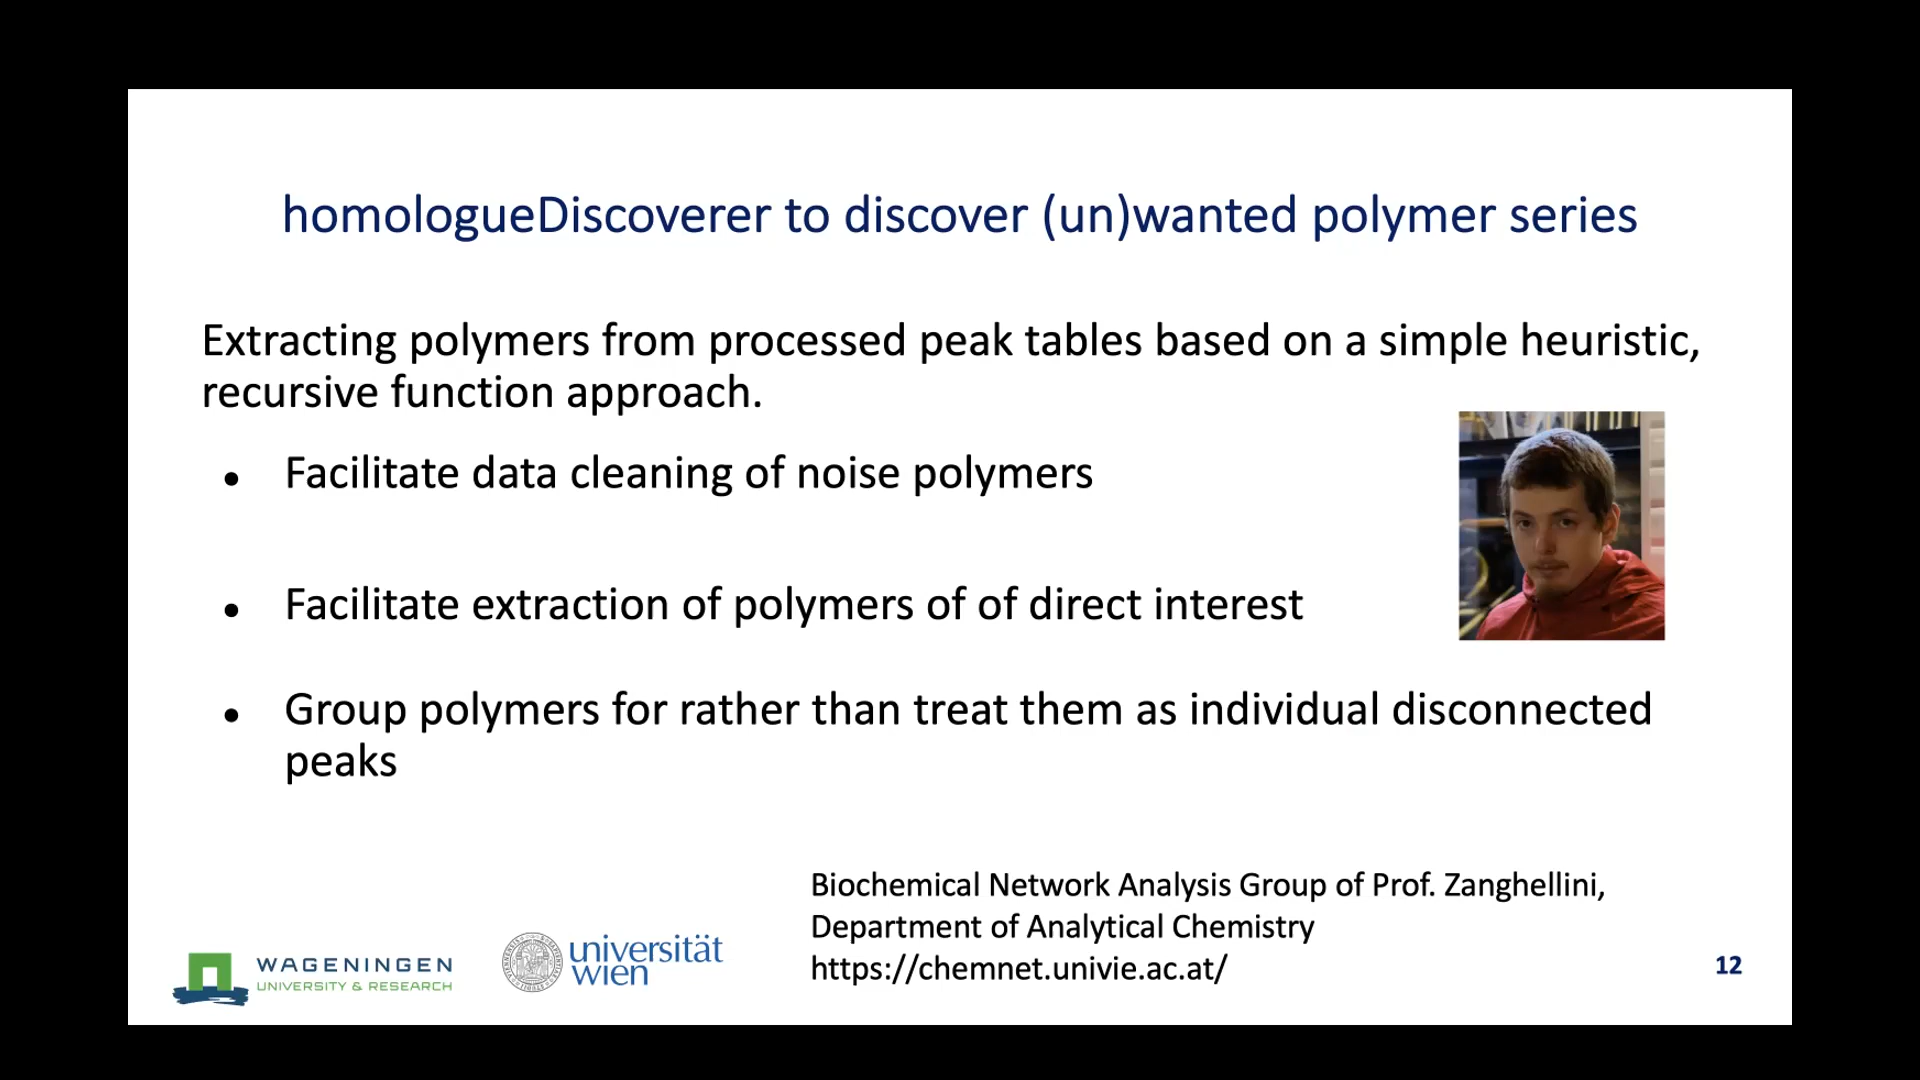 homologueDiscoverer to discover (un)wanted polymer series
Extracting polymers from processed peak tables based on a simple heuristic,
recursive function approach.
● Facilitate data cleaning of noise polymers
● Facilitate extraction of polymers of of direct interest
● Group polymers for rather than treat them as individual disconnected
peaks
Biochemical Network Analysis Group of Prof. Zanghellini,
Department of Analytical Chemistry
https://chemnet.univie.ac.at/
WAGENINGEN
UNIVERSITY & RESEARCH
universität
wien
12